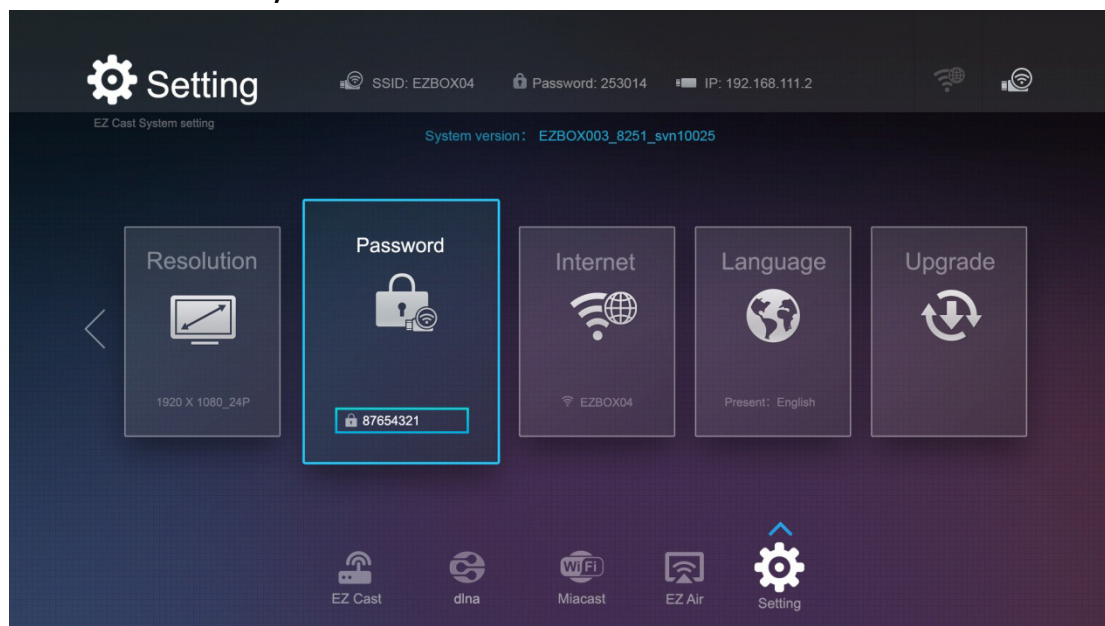 Setting
SSID: EZBOX04
Password: 253014
IP: 192.168.111.2
EZ Cast System setting
System version: EZBOX003_8251_svn10025
Resolution
1920 X 1080_24P
Password
87654321
Internet
EZBOX04
Language
Present: English
Upgrade
EZ Cast
dlna
WiFi
Miacast
EZ Air
Setting